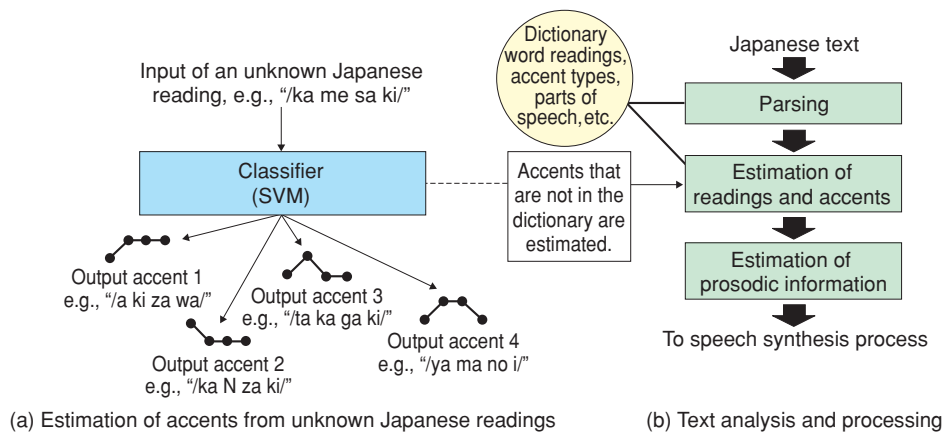 Input of an unknown Japanese
reading, e.g., “/ka me sa ki/”
Classifier
(SVM)
Output accent 1
e.g., “/a ki za wa/”
Output accent 2
e.g., “/ka N za ki/”
Output accent 3
e.g., “/ta ka ga ki/”
Output accent 4
e.g., “/ya ma no i/”
(a) Estimation of accents from unknown Japanese readings
Dictionary
word readings,
accent types,
parts of
speech, etc.
Accents that
are not in the
dictionary are
estimated.
Japanese text
Parsing
Estimation of
readings and accents
Estimation of
prosodic information
To speech synthesis process
(b) Text analysis and processing